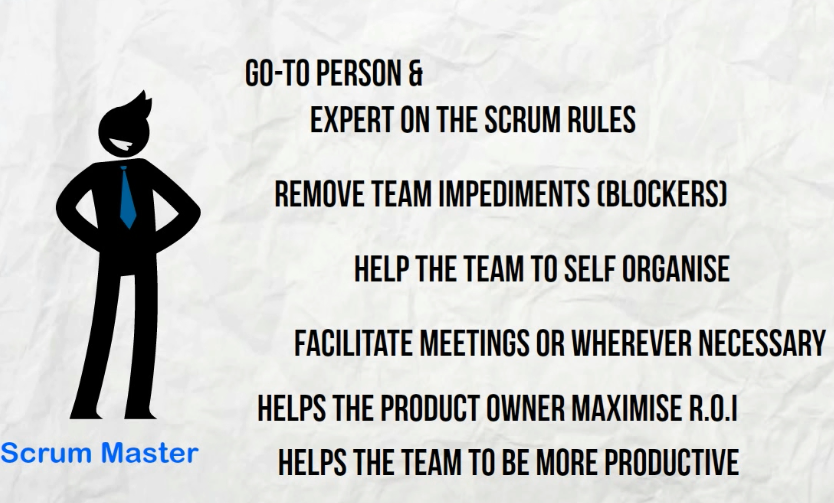 GO-TO PERSON &
EXPERT ON THE SCRUM RULES
REMOVE TEAM IMPEDIMENTS (BLOCKERS)
HELP THE TEAM TO SELF ORGANISE
FACILITATE MEETINGS OR WHEREVER NECESSARY
HELPS THE PRODUCT OWNER MAXIMISE R.O.I
HELPS THE TEAM TO BE MORE PRODUCTIVE
Scrum Master